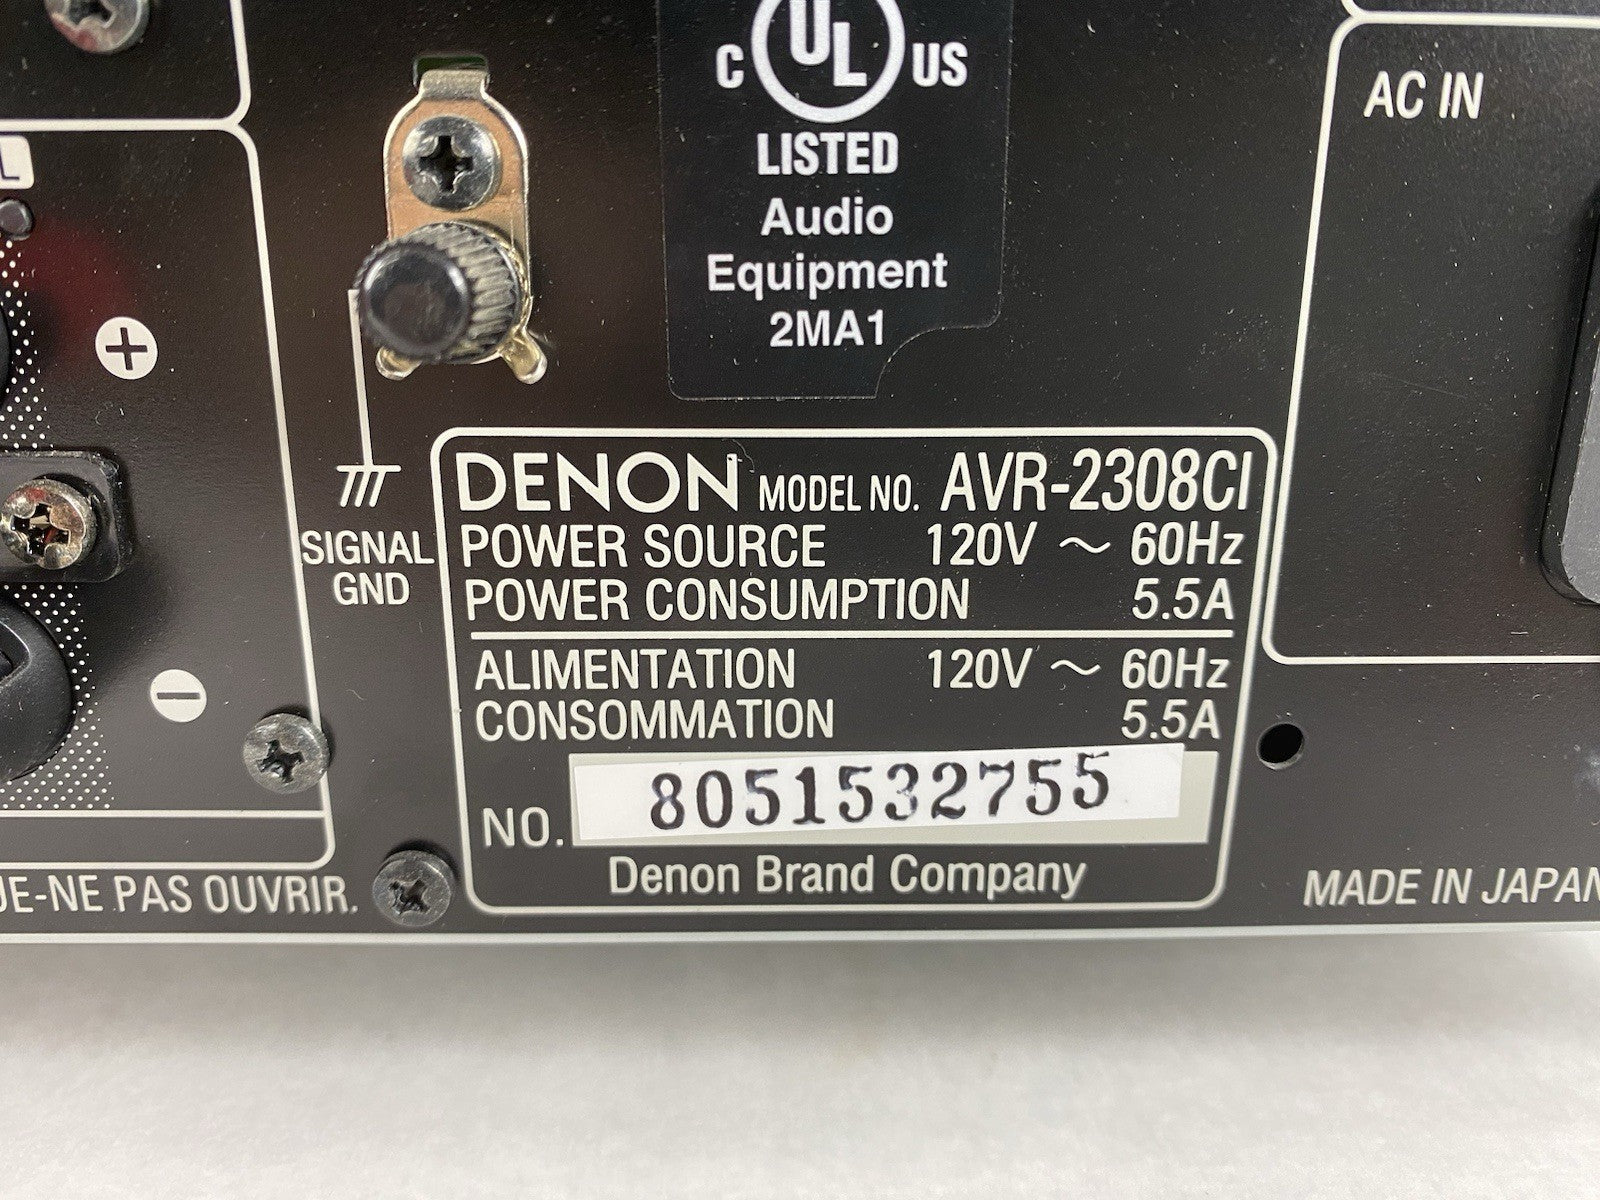 C UL US
LISTED
Audio
Equipment
2MA1
AC IN
L
+
SIGNAL
GND
DENON MODEL NO. AVR-2308CI
POWER SOURCE 120V ~ 60Hz
POWER CONSUMPTION 5.5A
ALIMENTATION 120V ~ 60Hz
CONSOMMATION 5.5A
−
NO. 8051532755
Denon Brand Company
UE-NE PAS OUVRIR.
MADE IN JAPAN